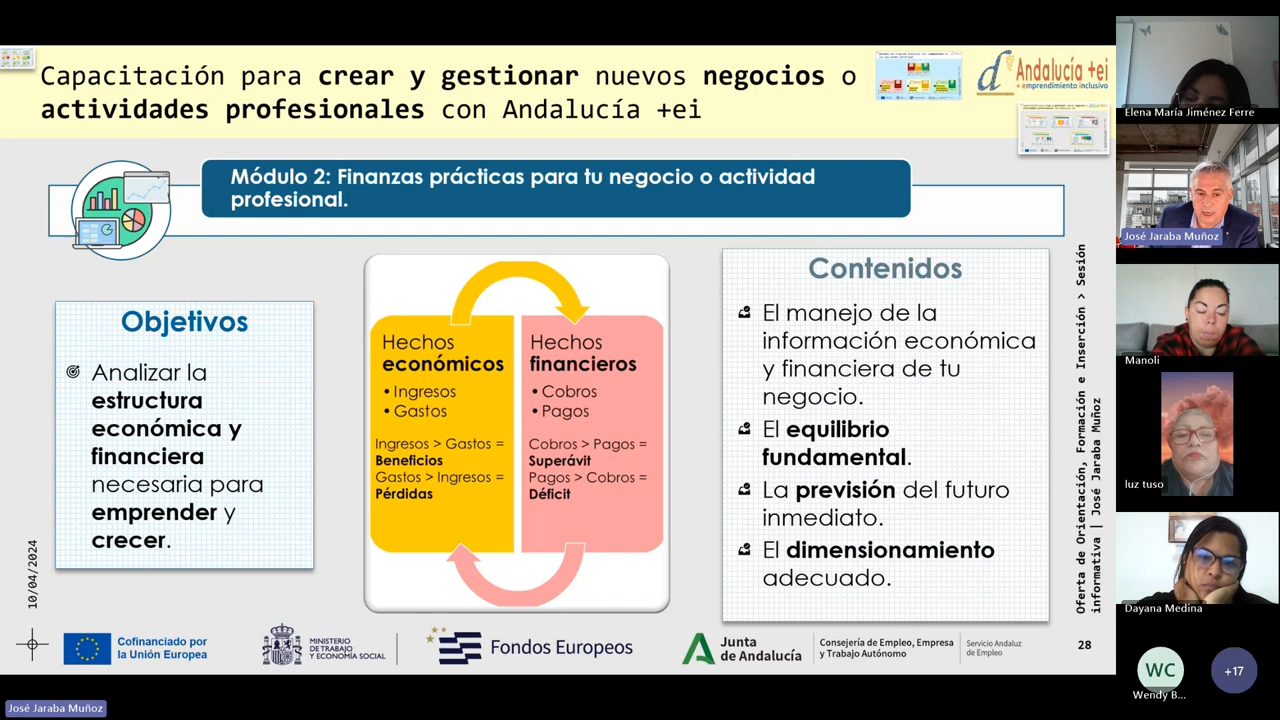 Capacitación para crear y gestionar nuevos negocios o
actividades profesionales con Andalucía +ei
Andalucía +ei
+ emprendimiento inclusivo
Módulo 2: Finanzas prácticas para tu negocio o actividad
profesional.
Objetivos
Analizar la
estructura
económica y
financiera
necesaria para
emprender y
crecer.
Hechos
económicos
• Ingresos
• Gastos
Ingresos > Gastos =
Beneficios
Gastos > Ingresos =
Pérdidas
Hechos
financieros
• Cobros
• Pagos
Cobros > Pagos =
Superávit
Pagos > Cobros =
Déficit
Contenidos
El manejo de la
información económica
y financiera de tu
negocio.
El equilibrio
fundamental.
La previsión del futuro
inmediato.
El dimensionamiento
adecuado.
Oferta de Orientación, Formación e Inserción > Sesión
informativa | José Jaraba Muñoz
10/04/2024
Cofinanciado por
la Unión Europea
MINISTERIO
DE TRABAJO
Y ECONOMÍA SOCIAL
Fondos Europeos
Junta
de Andalucía
Consejería de Empleo, Empresa
y Trabajo Autónomo
Servicio Andaluz
de Empleo
28
José Jaraba Muñoz
Elena María Jiménez Ferre
José Jaraba Muñoz
Manoli
luz tuso
Dayana Medina
WC
Wendy B...
+17